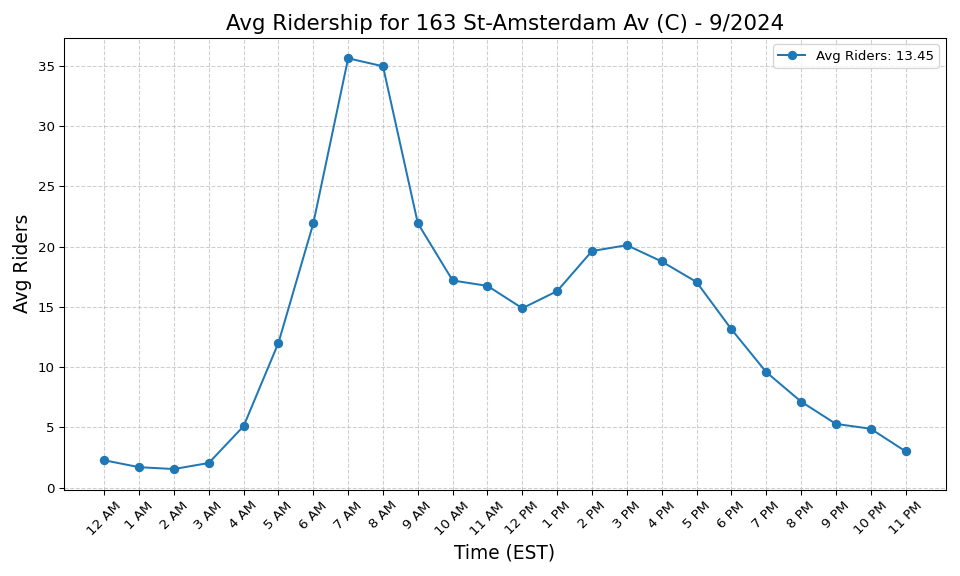 Avg Ridership for 163 St-Amsterdam Av (C) - 9/2024
Avg Riders: 13.45
Avg Riders
35
30
25
20
15
10
5
0
12 AM
1 AM
2 AM
3 AM
4 AM
5 AM
6 AM
7 AM
8 AM
9 AM
10 AM
11 AM
12 PM
1 PM
2 PM
3 PM
4 PM
5 PM
6 PM
7 PM
8 PM
9 PM
10 PM
11 PM
Time (EST)